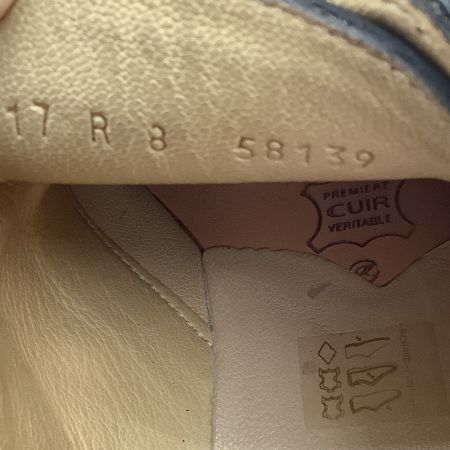 17 R 8 58139
PREMIERE
CUIR
VERITABLE